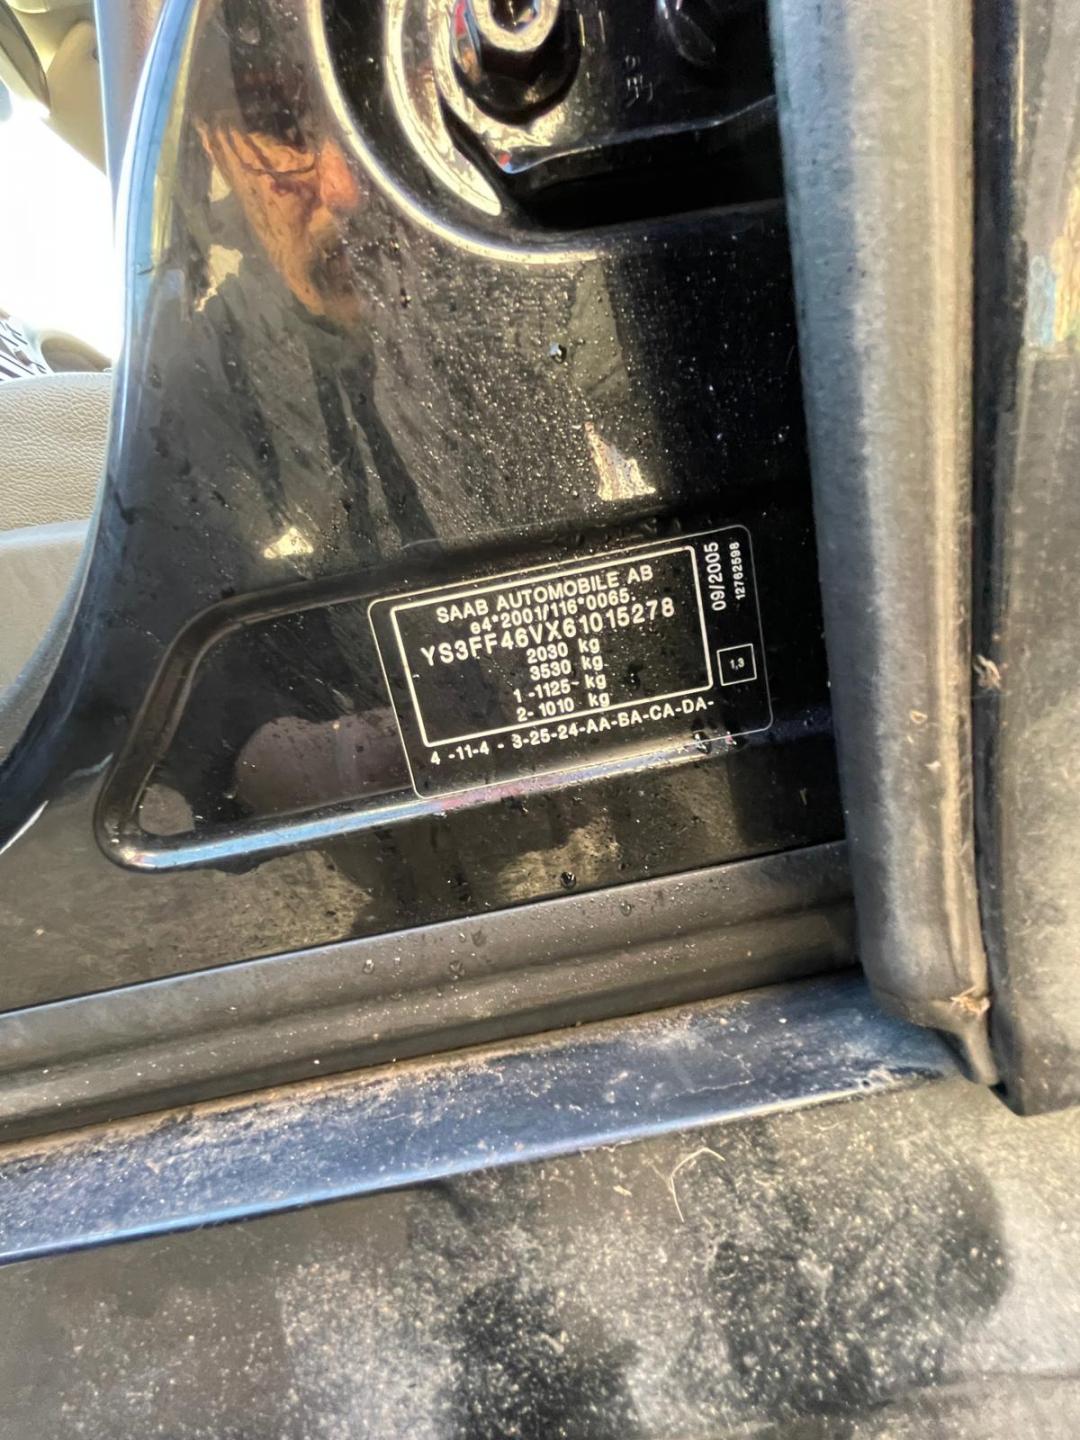 SAAB AUTOMOBILE AB
e4*2001/116*0065.
YS3FF46VX61015278
2030 kg
3530 kg
1 -1125- kg
2- 1010 kg
4 -11-4 - 3-25-24-AA-BA-CA-DA-
09/2005
12762598
1,3